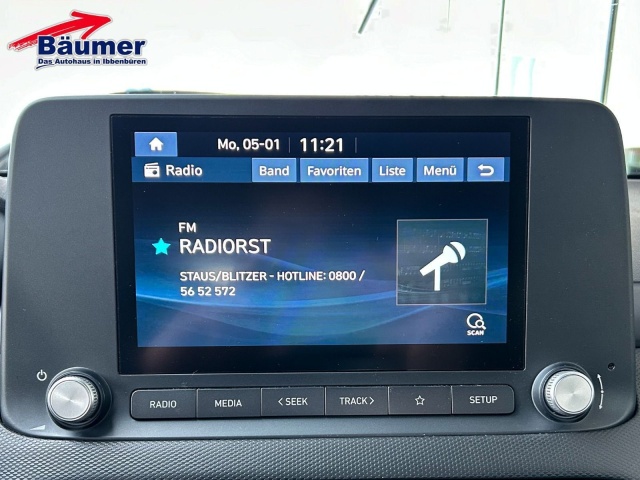 Bäumer
Das Autohaus in Ibbenbüren
Mo, 05-01 11:21
Radio Band Favoriten Liste Menü
FM
RADIORST
STAUS/BLITZER - HOTLINE: 0800 /
56 52 572
SCAN
RADIO MEDIA < SEEK TRACK > SETUP